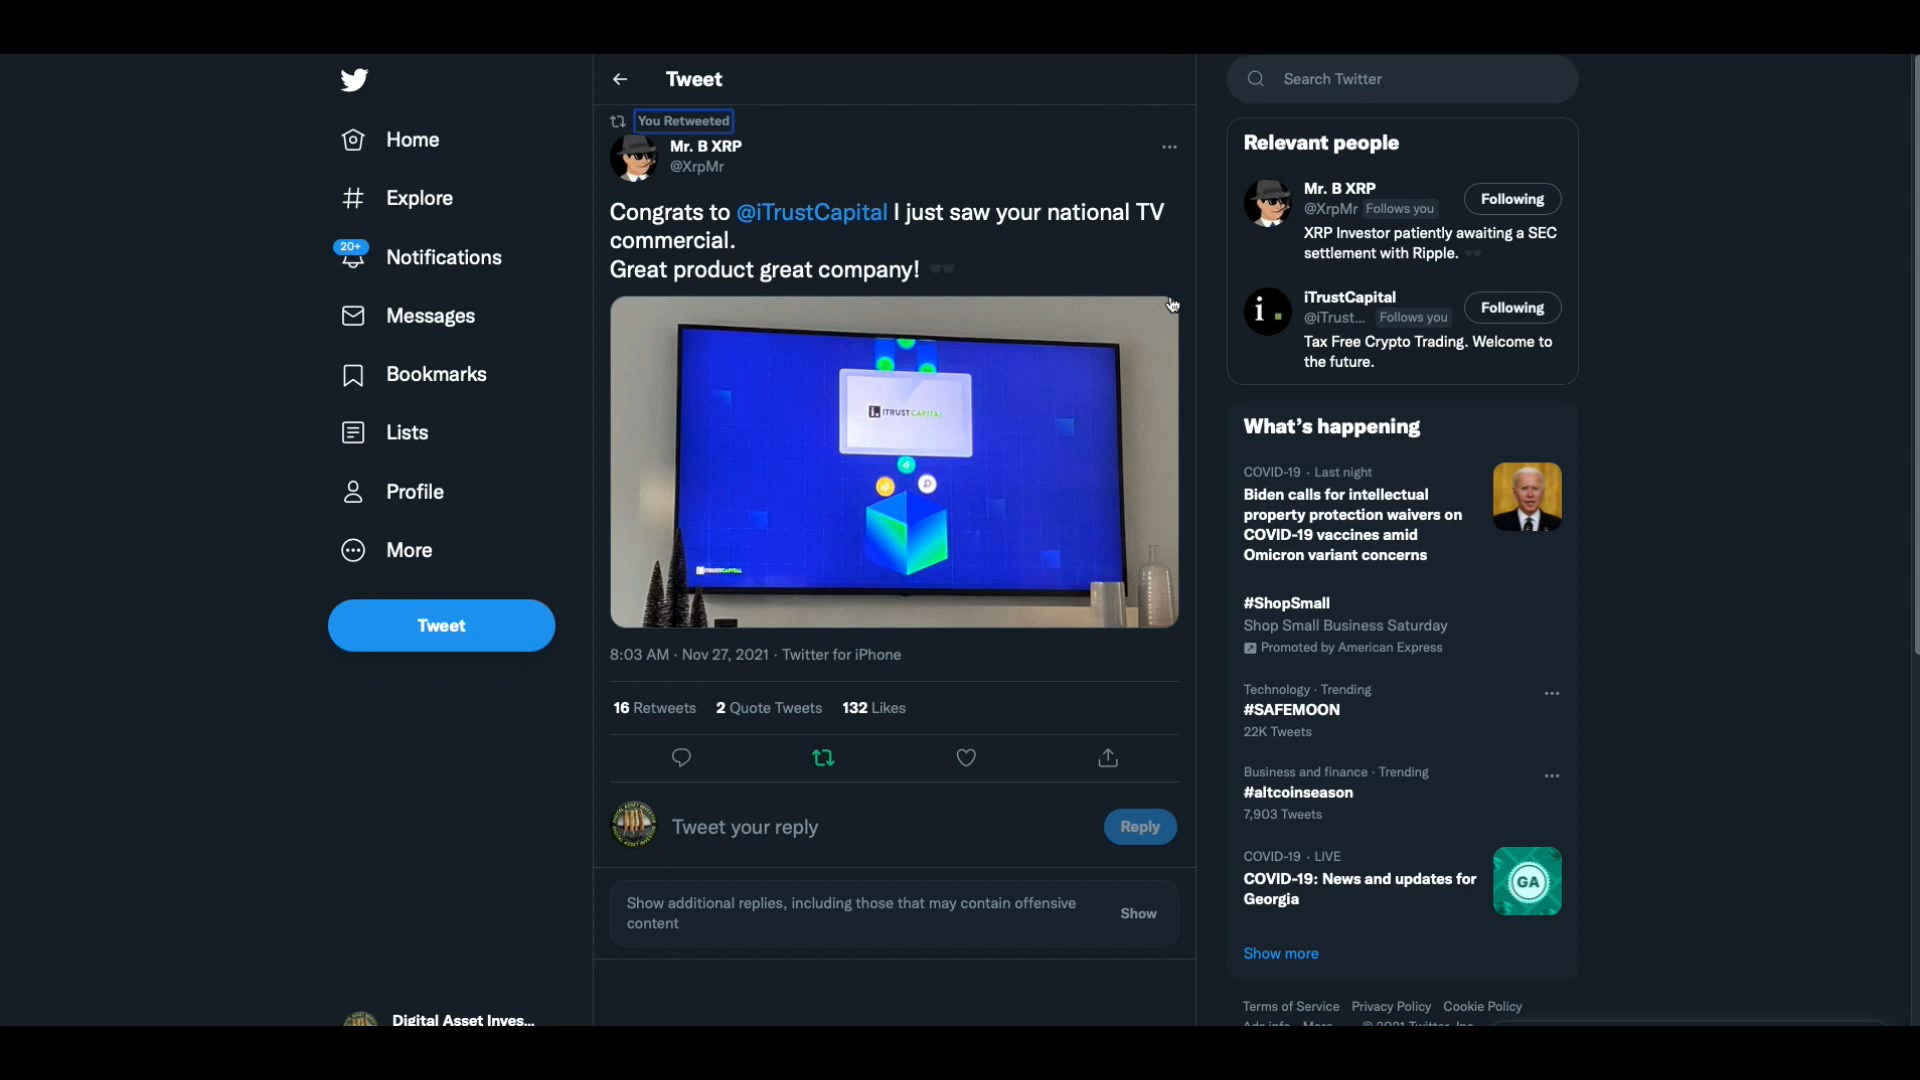 Home
Explore
20+
Notifications
Messages
Bookmarks
Lists
Profile
More
Tweet
Digital Asset Inves...
Tweet
You Retweeted
Mr. B XRP
@XrpMr
Congrats to @iTrustCapital I just saw your national TV
commercial.
Great product great company!
i. ITRUSTCAPITAL
ITRUSTCAPITAL
8:03 AM · Nov 27, 2021 · Twitter for iPhone
16 Retweets 2 Quote Tweets 132 Likes
Tweet your reply
Reply
Show additional replies, including those that may contain offensive
content
Show
Search Twitter
Relevant people
Mr. B XRP
@XrpMr Follows you
Following
XRP Investor patiently awaiting a SEC
settlement with Ripple.
i.
iTrustCapital
@iTrust... Follows you
Following
Tax Free Crypto Trading. Welcome to
the future.
What's happening
COVID-19 · Last night
Biden calls for intellectual
property protection waivers on
COVID-19 vaccines amid
Omicron variant concerns
#ShopSmall
Shop Small Business Saturday
Promoted by American Express
Technology · Trending
#SAFEMOON
22K Tweets
Business and finance · Trending
#altcoinseason
7,903 Tweets
COVID-19 · LIVE
COVID-19: News and updates for
Georgia
GA
Show more
Terms of Service Privacy Policy Cookie Policy
Ads info More © 2021 Twitter, Inc.